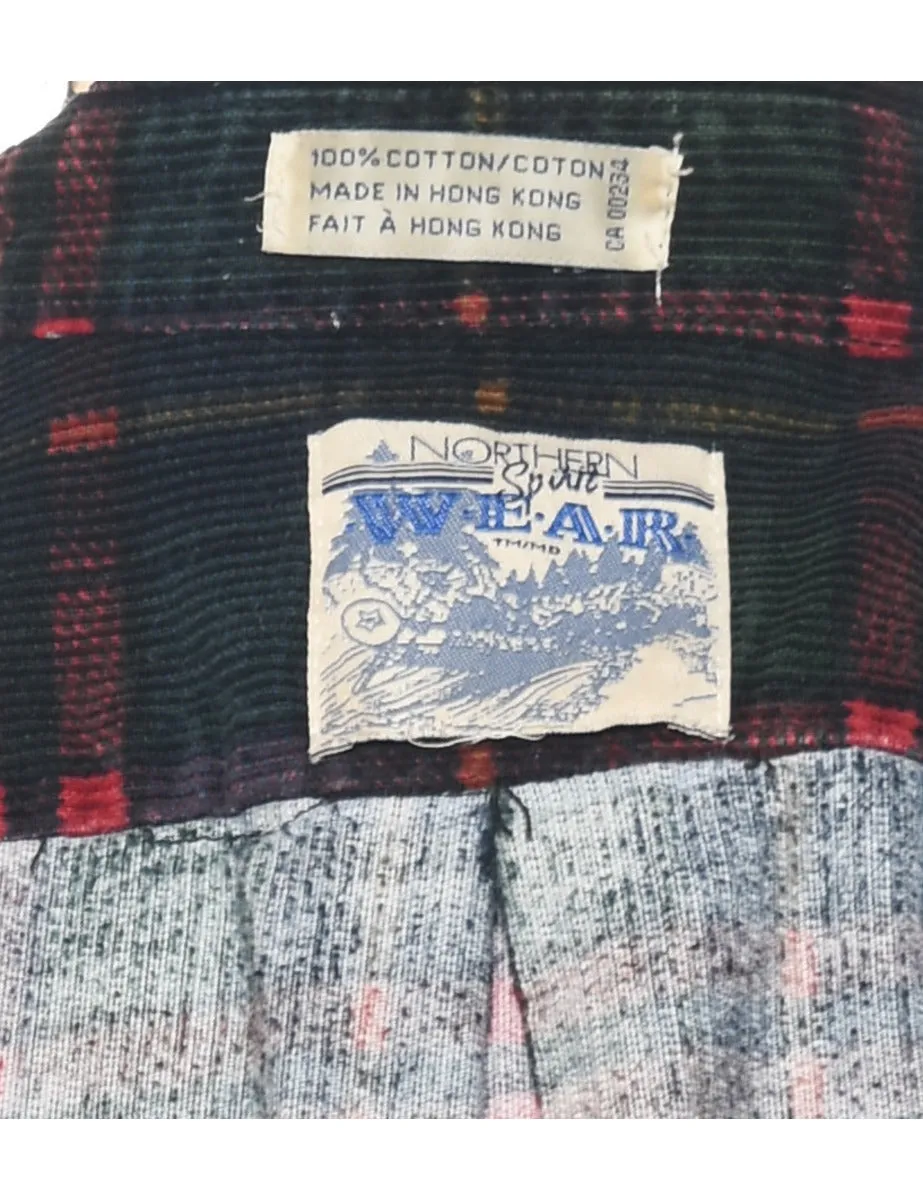 100% COTTON/COTON
MADE IN HONG KONG
FAIT À HONG KONG
CA 00234
NORTHERN
Spirit
W·E·A·R
TM/MD